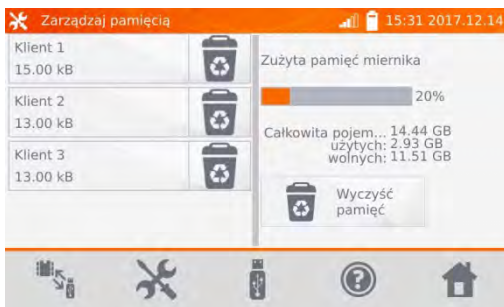 Zarządzaj pamięcią
15:31 2017.12.14
Klient 1
15.00 kB
Klient 2
13.00 kB
Klient 3
13.00 kB
Zużyta pamięć miernika
20%
Całkowita pojem... 14.44 GB
użytych: 2.93 GB
wolnych: 11.51 GB
Wyczyść
pamięć
?